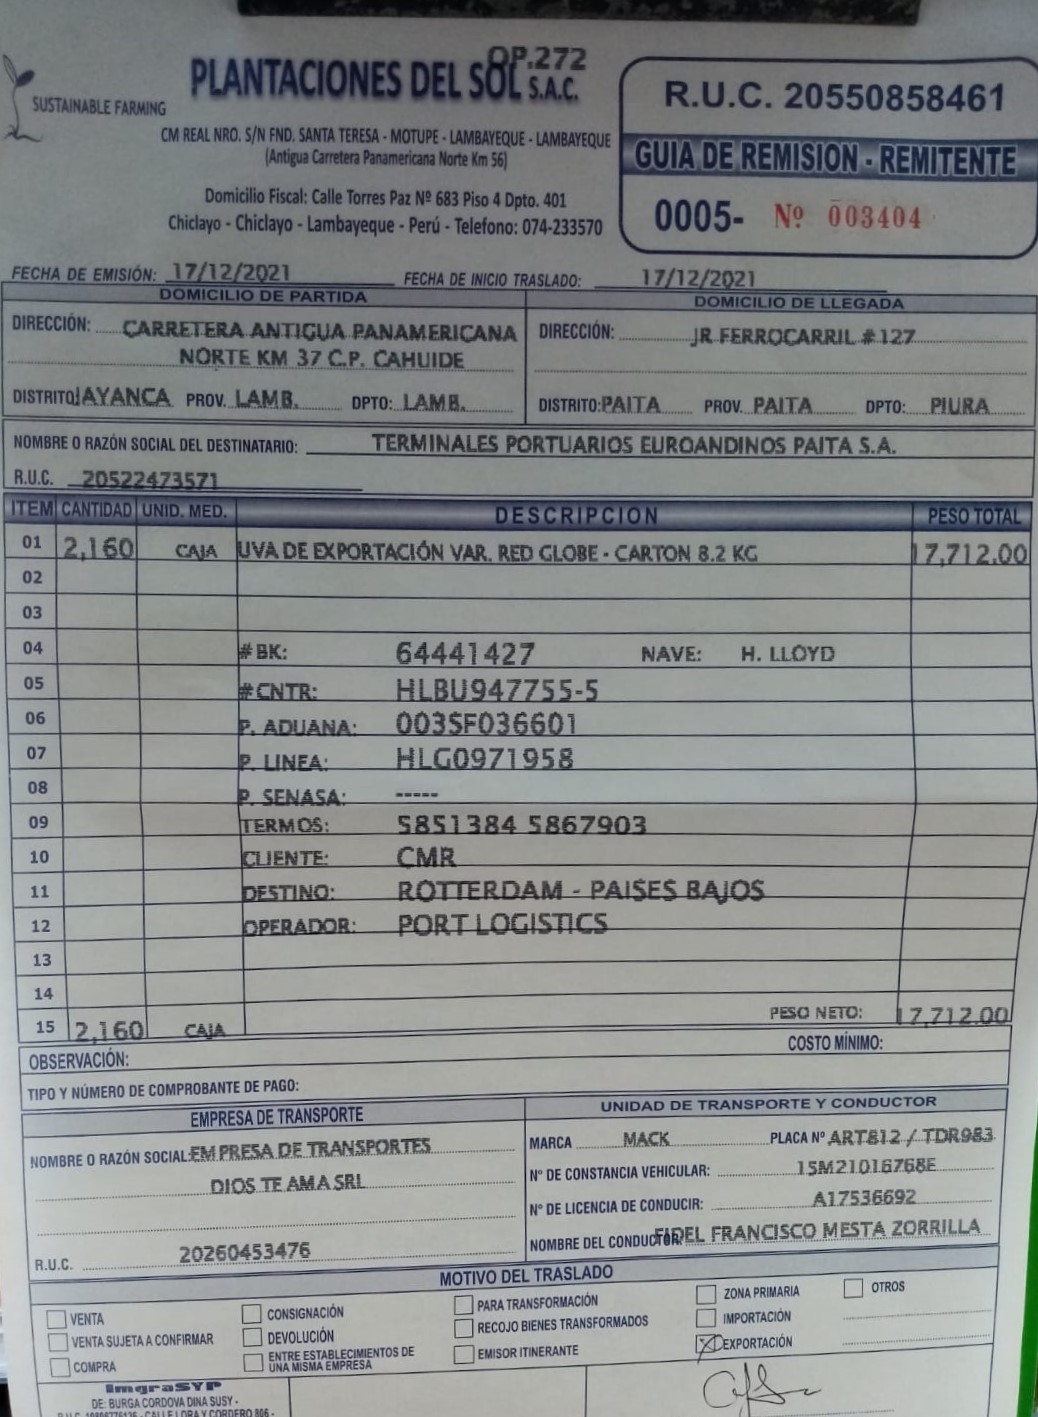 OP.272
SUSTAINABLE FARMING
PLANTACIONES DEL SOL S.A.C.
CM REAL NRO. S/N FND. SANTA TERESA - MOTUPE - LAMBAYEQUE - LAMBAYEQUE
(Antigua Carretera Panamericana Norte Km 56)
Domicilio Fiscal: Calle Torres Paz Nº 683 Piso 4 Dpto. 401
Chiclayo - Chiclayo - Lambayeque - Perú - Telefono: 074-233570
R.U.C. 20550858461
GUIA DE REMISION - REMITENTE
0005- Nº 003404
FECHA DE EMISIÓN: 17/12/2021 FECHA DE INICIO TRASLADO: 17/12/2021
DOMICILIO DE PARTIDA
DIRECCIÓN: CARRETERA ANTIGUA PANAMERICANA
NORTE KM 37 C.P. CAHUIDE
DISTRITO: JAYANCA PROV. LAMB. DPTO: LAMB.
DOMICILIO DE LLEGADA
DIRECCIÓN: JR FERROCARRIL # 127
DISTRITO: PAITA PROV. PAITA DPTO: PIURA
NOMBRE O RAZÓN SOCIAL DEL DESTINATARIO: TERMINALES PORTUARIOS EUROANDINOS PAITA S.A.
R.U.C. 20522473571
ITEM CANTIDAD UNID. MED. DESCRIPCION PESO TOTAL
01 2,160 CAJA UVA DE EXPORTACIÓN VAR. RED GLOBE - CARTON 8.2 KG 17,712.00
02
03
04 # BK: 64441427 NAVE: H. LLOYD
05 #CNTR: HLBU947755-5
06 P. ADUANA: 003SF036601
07 P. LINEA: HLG0971958
08 P. SENASA: -----
09 TERMOS: 5851384 5867903
10 CLIENTE: CMR
11 DESTINO: ROTTERDAM - PAISES BAJOS
12 OPERADOR: PORT LOGISTICS
13
14
15 2,160 CAJA PESO NETO: 17,712.00
OBSERVACIÓN: COSTO MÍNIMO:
TIPO Y NÚMERO DE COMPROBANTE DE PAGO:
EMPRESA DE TRANSPORTE
NOMBRE O RAZÓN SOCIAL: EMPRESA DE TRANSPORTES
DIOS TE AMA SRL
R.U.C. 20260453476
UNIDAD DE TRANSPORTE Y CONDUCTOR
MARCA MACK PLACA Nº ART812 / TDR983
Nº DE CONSTANCIA VEHICULAR: 15M21016768E
Nº DE LICENCIA DE CONDUCIR: A17536692
NOMBRE DEL CONDUCTOR: FIDEL FRANCISCO MESTA ZORRILLA
MOTIVO DEL TRASLADO
VENTA CONSIGNACIÓN PARA TRANSFORMACIÓN ZONA PRIMARIA OTROS
VENTA SUJETA A CONFIRMAR DEVOLUCIÓN RECOJO BIENES TRANSFORMADOS IMPORTACIÓN
COMPRA ENTRE ESTABLECIMIENTOS DE UNA MISMA EMPRESA EMISOR ITINERANTE EXPORTACIÓN
ImgraSYP
DE: BURGA CORDOVA DINA SUSY -